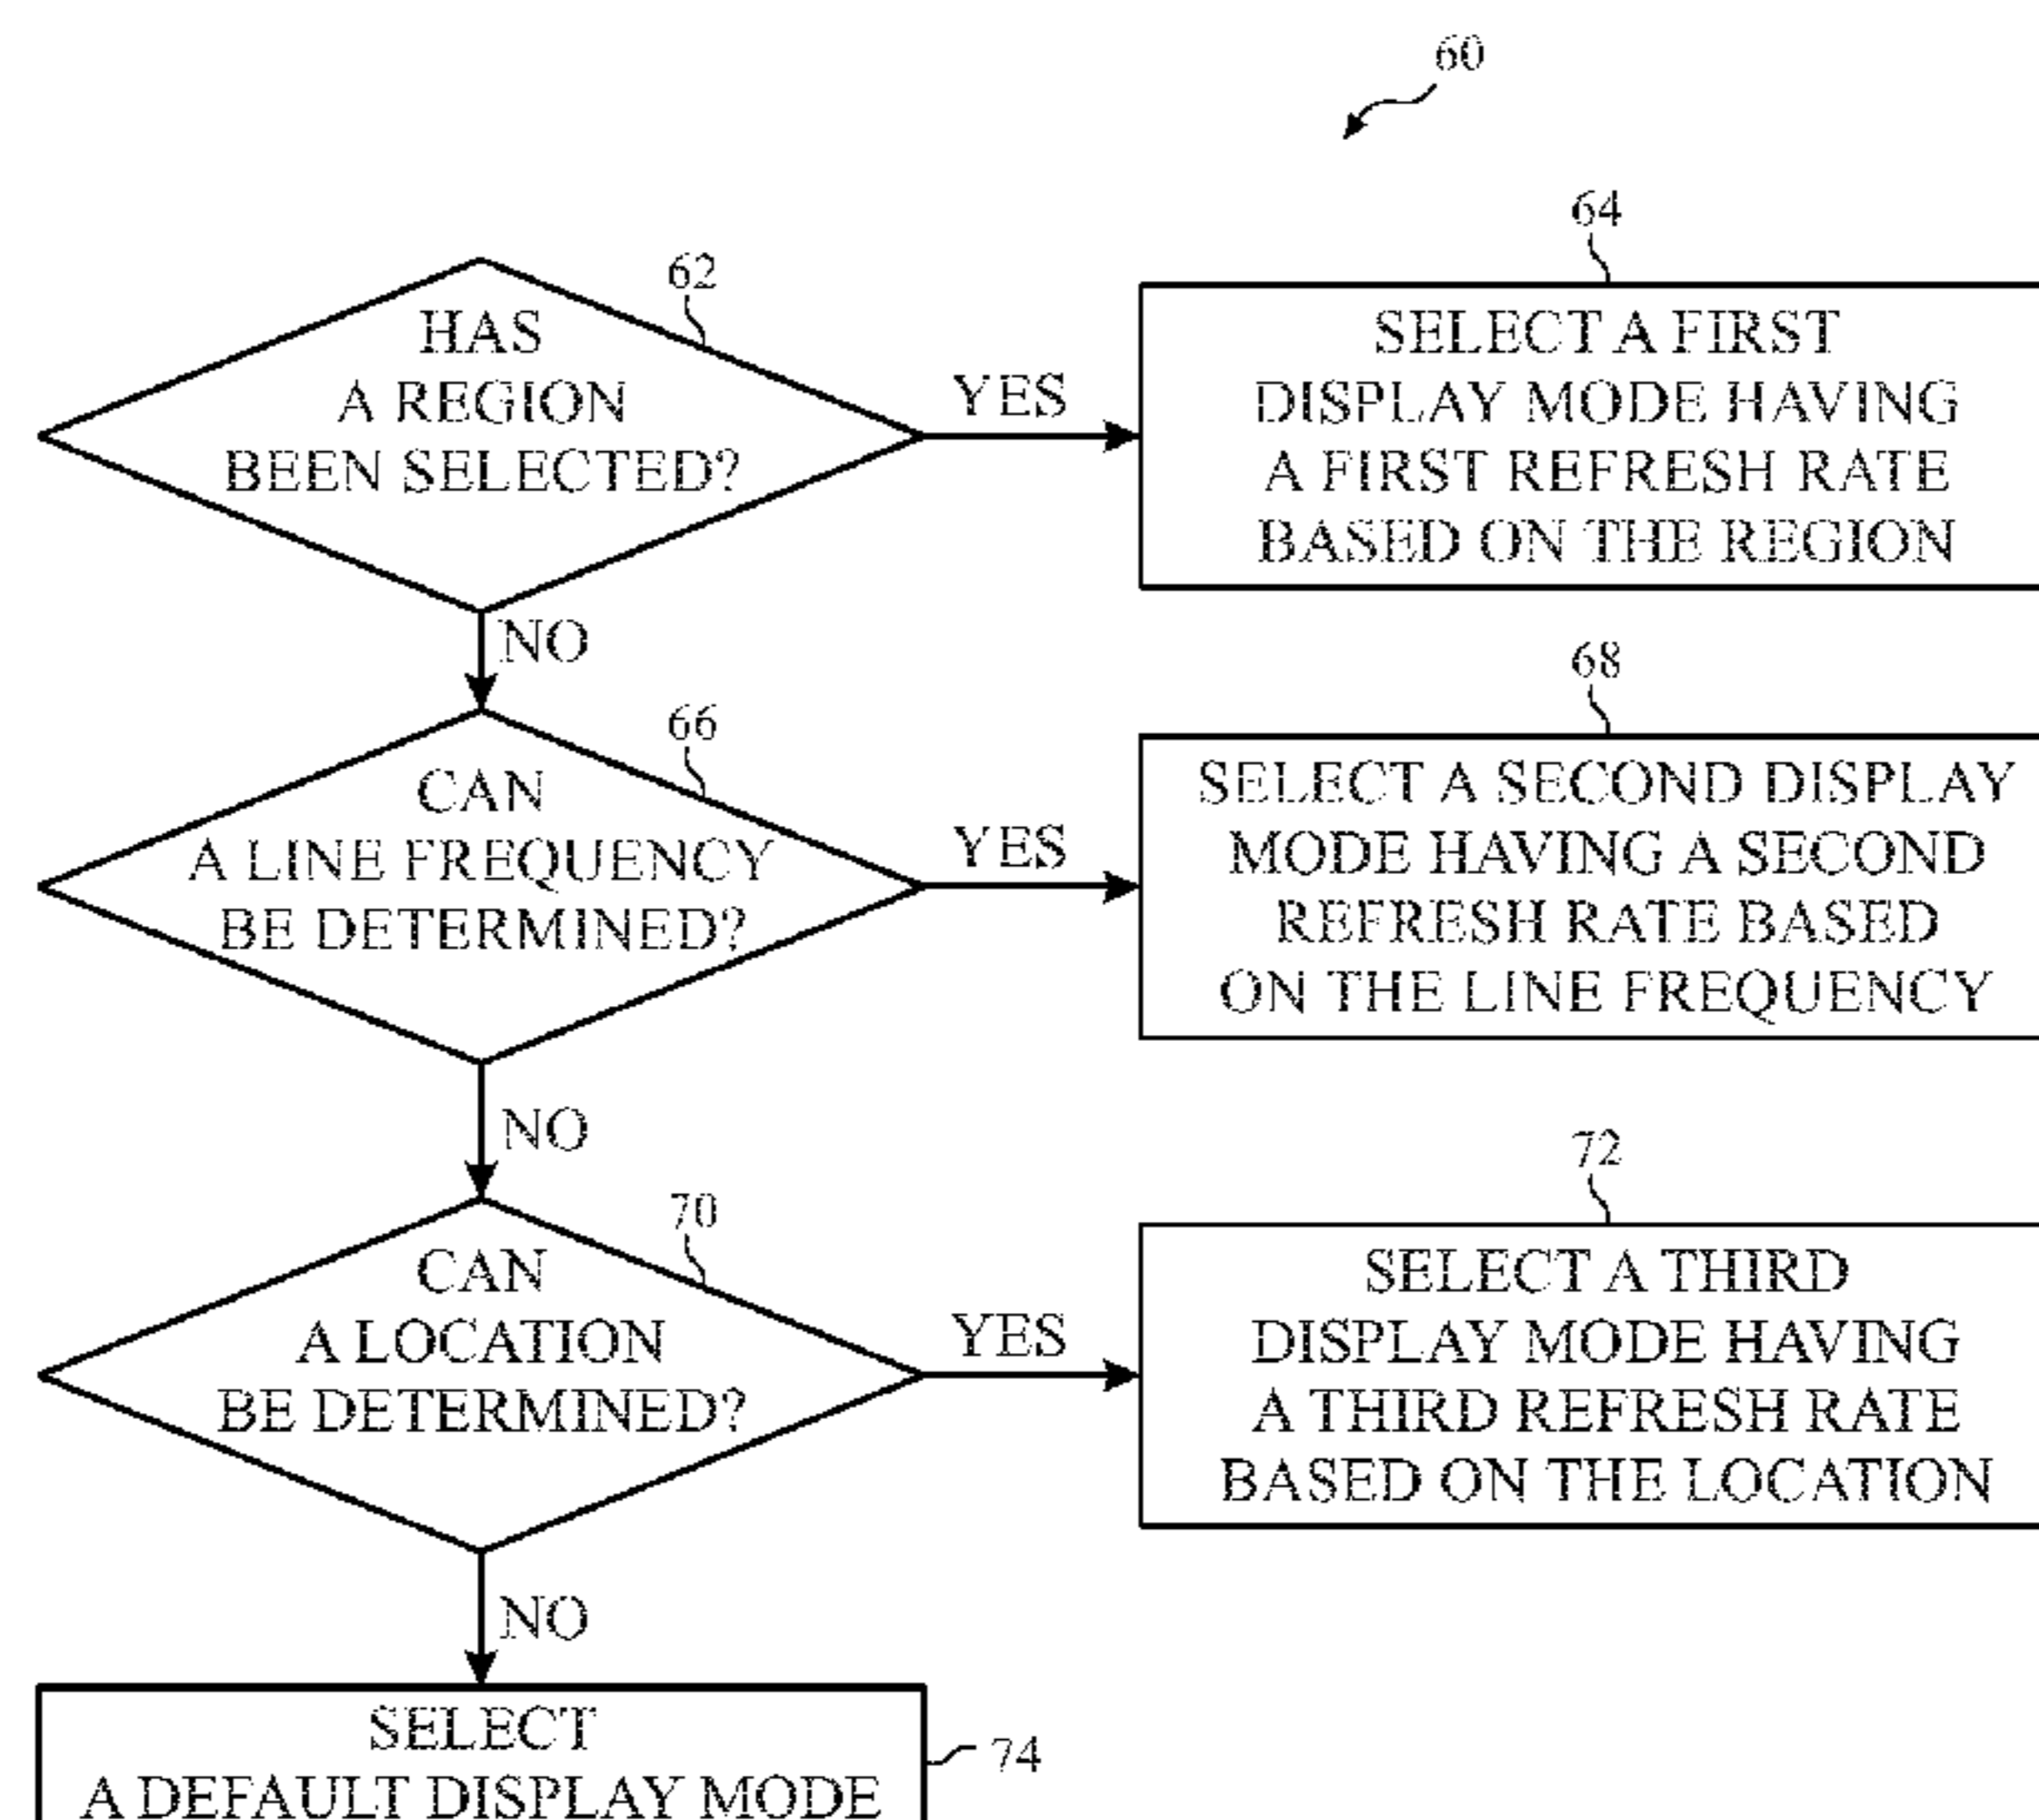 60
62
HAS
A REGION
BEEN SELECTED?
YES
64
SELECT A FIRST
DISPLAY MODE HAVING
A FIRST REFRESH RATE
BASED ON THE REGION
NO
66
CAN
A LINE FREQUENCY
BE DETERMINED?
YES
68
SELECT A SECOND DISPLAY
MODE HAVING A SECOND
REFRESH RATE BASED
ON THE LINE FREQUENCY
NO
70
CAN
A LOCATION
BE DETERMINED?
YES
72
SELECT A THIRD
DISPLAY MODE HAVING
A THIRD REFRESH RATE
BASED ON THE LOCATION
NO
SELECT
A DEFAULT DISPLAY MODE
74